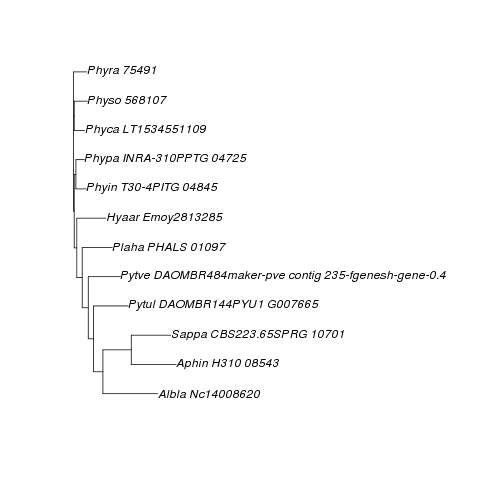 Phyra 75491
Physo 568107
Phyca LT1534551109
Phypa INRA-310PPTG 04725
Phyin T30-4PITG 04845
Hyaar Emoy2813285
Plaha PHALS 01097
Pytve DAOMBR484maker-pve contig 235-fgenesh-gene-0.4
Pytul DAOMBR144PYU1 G007665
Sappa CBS223.65SPRG 10701
Aphin H310 08543
Albla Nc14008620